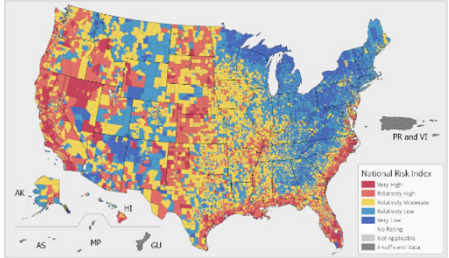 PR and VI
National Risk Index
Very High
Relatively High
Relatively Moderate
Relatively Low
Very Low
No Rating
Not Applicable
Insufficient Data
AK
HI
AS
MP
GU